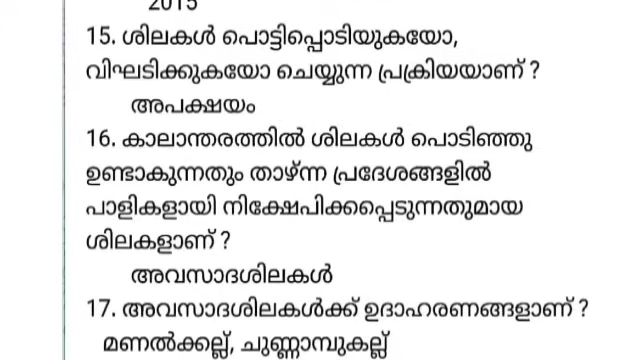 2015
15. ശിലകൾ പൊട്ടിപ്പൊടിയുകയോ,
വിഘടിക്കുകയോ ചെയ്യുന്ന പ്രക്രിയയാണ് ?
അപക്ഷയം
16. കാലാന്തരത്തിൽ ശിലകൾ പൊടിഞ്ഞു
ഉണ്ടാകുന്നതും താഴ്ന്ന പ്രദേശങ്ങളിൽ
പാളികളായി നിക്ഷേപിക്കപ്പെടുന്നതുമായ
ശിലകളാണ് ?
അവസാദശിലകൾ
17. അവസാദശിലകൾക്ക് ഉദാഹരണങ്ങളാണ് ?
മണൽക്കല്ല്, ചുണ്ണാമ്പുകല്ല്